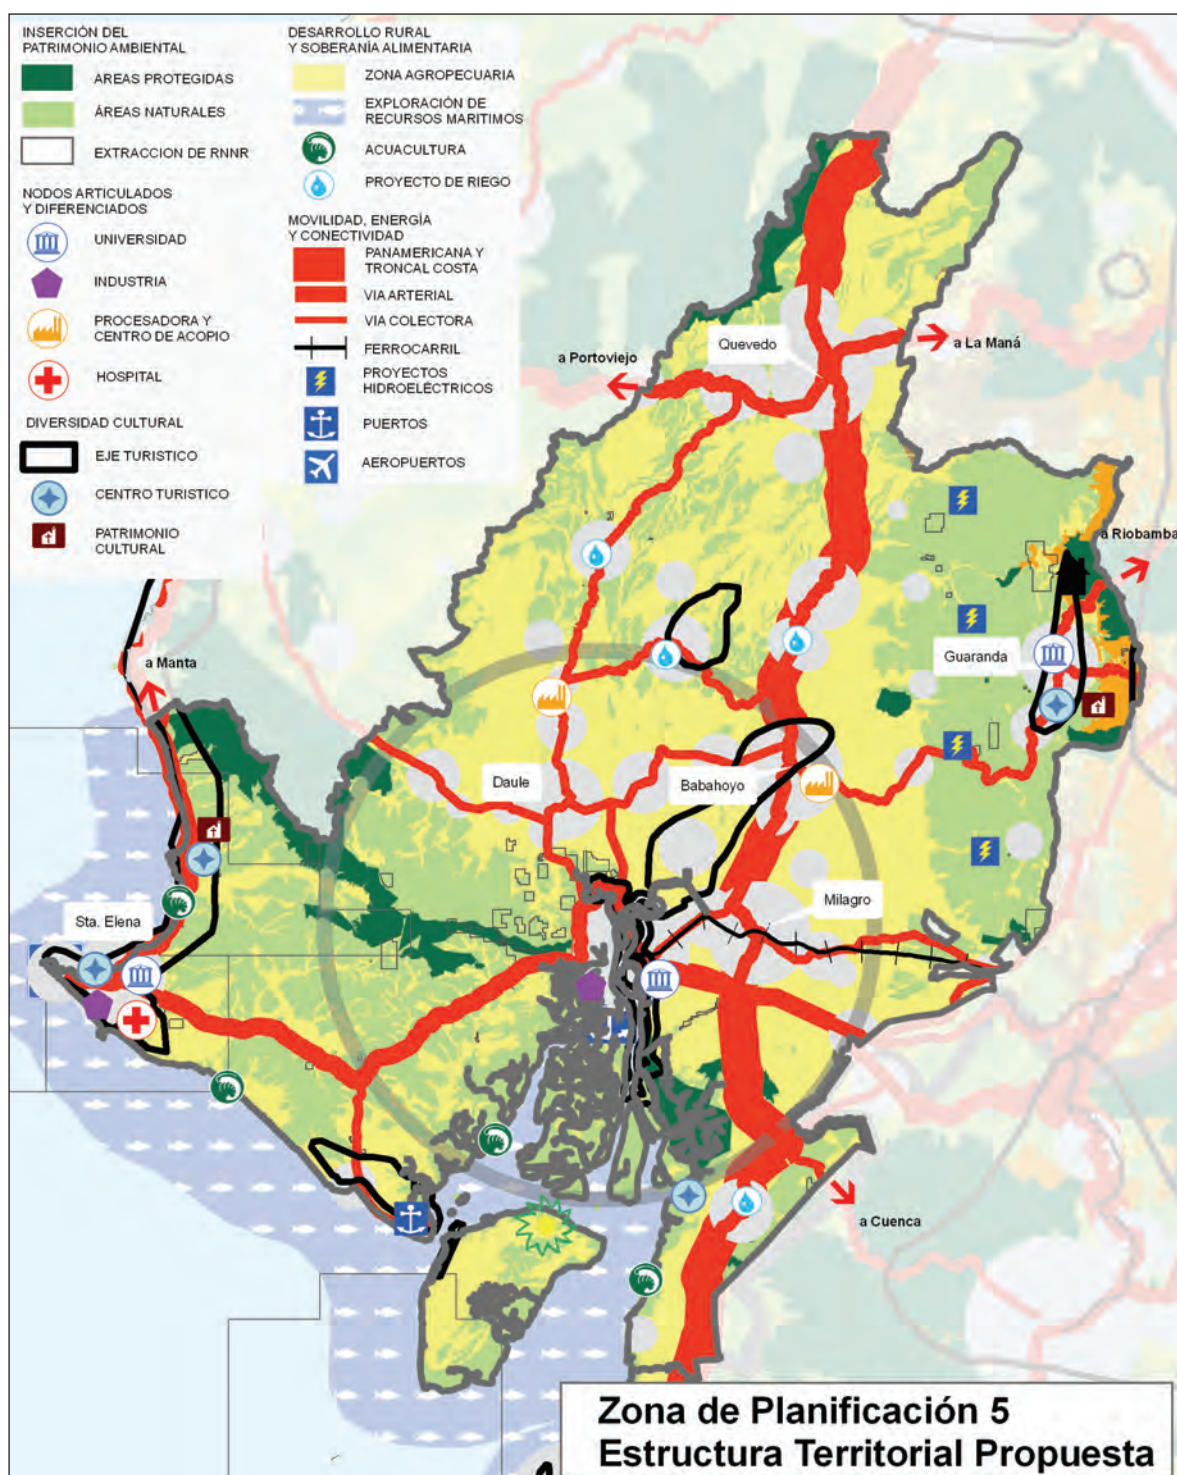 INSERCIÓN DEL
PATRIMONIO AMBIENTAL
AREAS PROTEGIDAS
ÁREAS NATURALES
EXTRACCION DE RNNR
NODOS ARTICULADOS
Y DIFERENCIADOS
UNIVERSIDAD
INDUSTRIA
PROCESADORA Y
CENTRO DE ACOPIO
HOSPITAL
DIVERSIDAD CULTURAL
EJE TURISTICO
CENTRO TURISTICO
PATRIMONIO
CULTURAL
DESARROLLO RURAL
Y SOBERANÍA ALIMENTARIA
ZONA AGROPECUARIA
EXPLORACIÓN DE
RECURSOS MARITIMOS
ACUACULTURA
PROYECTO DE RIEGO
MOVILIDAD, ENERGÍA
Y CONECTIVIDAD
PANAMERICANA Y
TRONCAL COSTA
VIA ARTERIAL
VIA COLECTORA
FERROCARRIL
PROYECTOS
HIDROELÉCTRICOS
PUERTOS
AEROPUERTOS
Quevedo
a La Maná
a Portoviejo
a Riobamba
Guaranda
a Manta
Daule
Babahoyo
Milagro
Sta. Elena
a Cuenca
Zona de Planificación 5
Estructura Territorial Propuesta